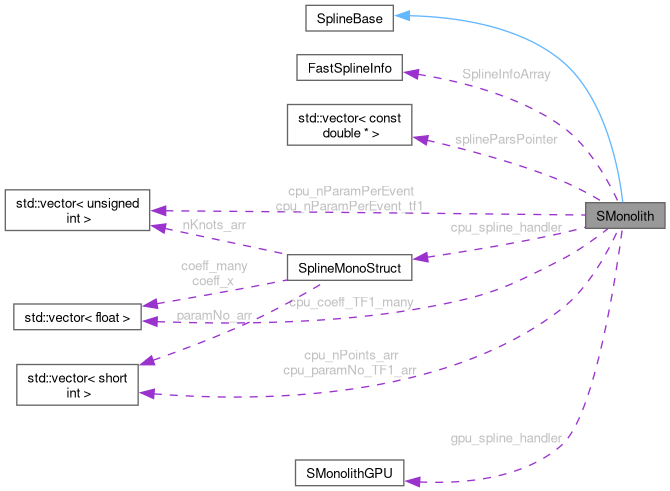 SplineBase
FastSplineInfo
SplineInfoArray
std::vector< const
double * >
splineParsPointer
std::vector< unsigned
int >
cpu_nParamPerEvent
cpu_nParamPerEvent_tf1
SMonolith
nKnots_arr
cpu_spline_handler
SplineMonoStruct
coeff_many
coeff_x
std::vector< float >
paramNo_arr
cpu_coeff_TF1_many
std::vector< short
int >
cpu_nPoints_arr
cpu_paramNo_TF1_arr
gpu_spline_handler
SMonolithGPU